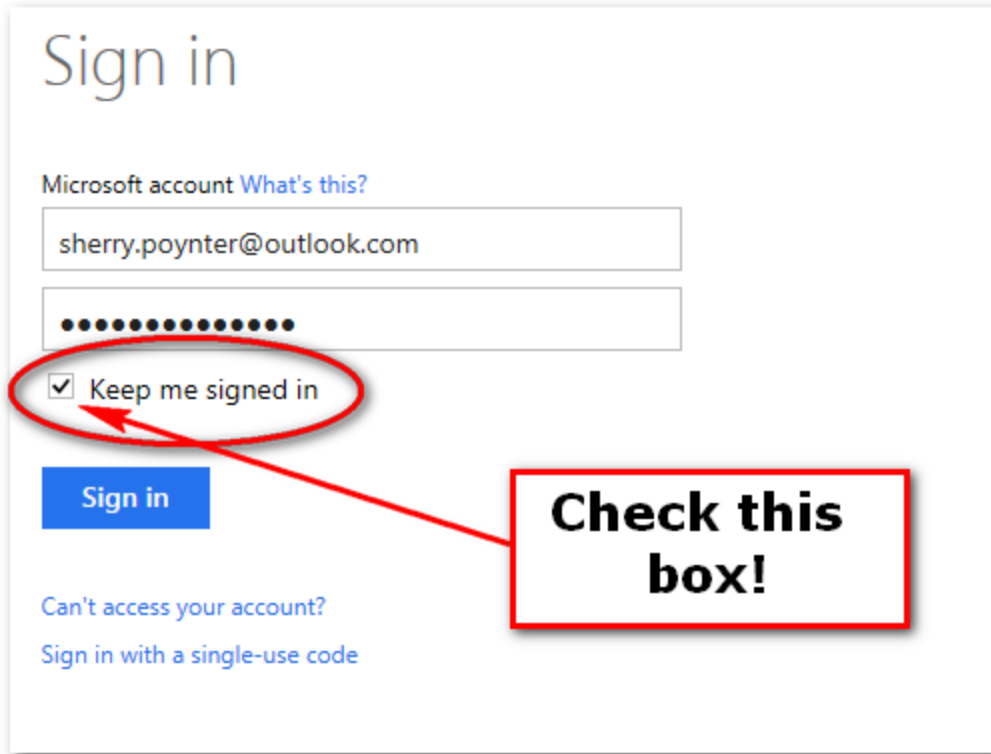 Sign in
Microsoft account What's this?
sherry.poynter@outlook.com
••••••••••••••
Keep me signed in
Sign in
Check this
box!
Can't access your account?
Sign in with a single-use code